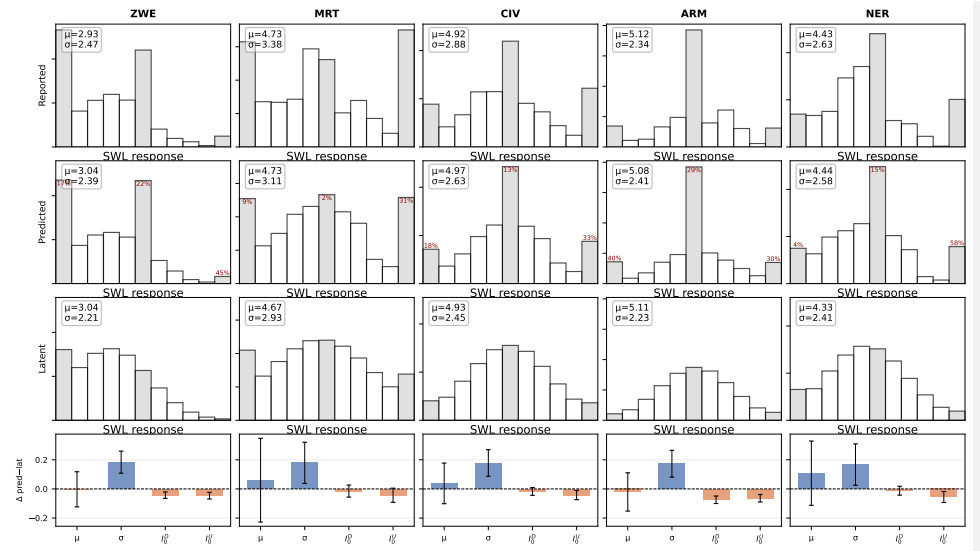 ZWE MRT CIV ARM NER
Reported
μ=2.93
σ=2.47
μ=4.73
σ=3.38
μ=4.92
σ=2.88
μ=5.12
σ=2.34
μ=4.43
σ=2.63
SWL response SWL response SWL response SWL response SWL response
Predicted
μ=3.04
σ=2.39
17% 22% 45%
μ=4.73
σ=3.11
9% 2% 31%
μ=4.97
σ=2.63
18% 13% 33%
μ=5.08
σ=2.41
40% 29% 30%
μ=4.44
σ=2.58
4% 15% 58%
SWL response SWL response SWL response SWL response SWL response
Latent
μ=3.04
σ=2.21
μ=4.67
σ=2.93
μ=4.93
σ=2.45
μ=5.11
σ=2.23
μ=4.33
σ=2.41
SWL response SWL response SWL response SWL response SWL response
Δ pred−lat
0.2
0.0
−0.2
μ σ μ σ μ σ μ σ μ σ